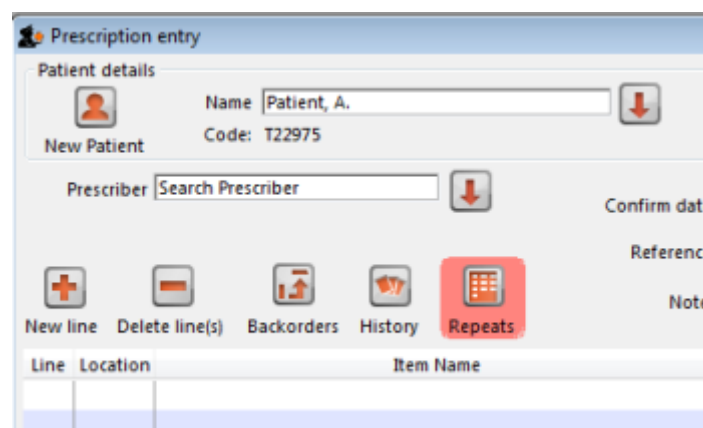 Prescription entry
Patient details
Name Patient, A.
New Patient
Code: T22975
Prescriber Search Prescriber
Confirm dat
Referenc
Note
New line Delete line(s) Backorders History Repeats
Line Location Item Name